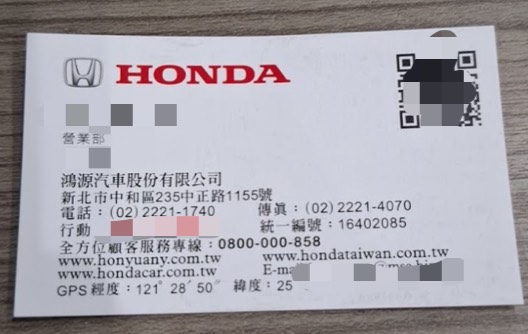 HONDA
營業部
鴻源汽車股份有限公司
新北市中和區235中正路1155號
電話：(02) 2221-1740 傳真：(02) 2221-4070
行動 統一編號：16402085
全方位顧客服務專線：0800-000-858
www.honyuany.com.tw www.hondataiwan.com.tw
www.hondacar.com.tw E-ma
GPS 經度：121° 28´ 50˝ 緯度：25